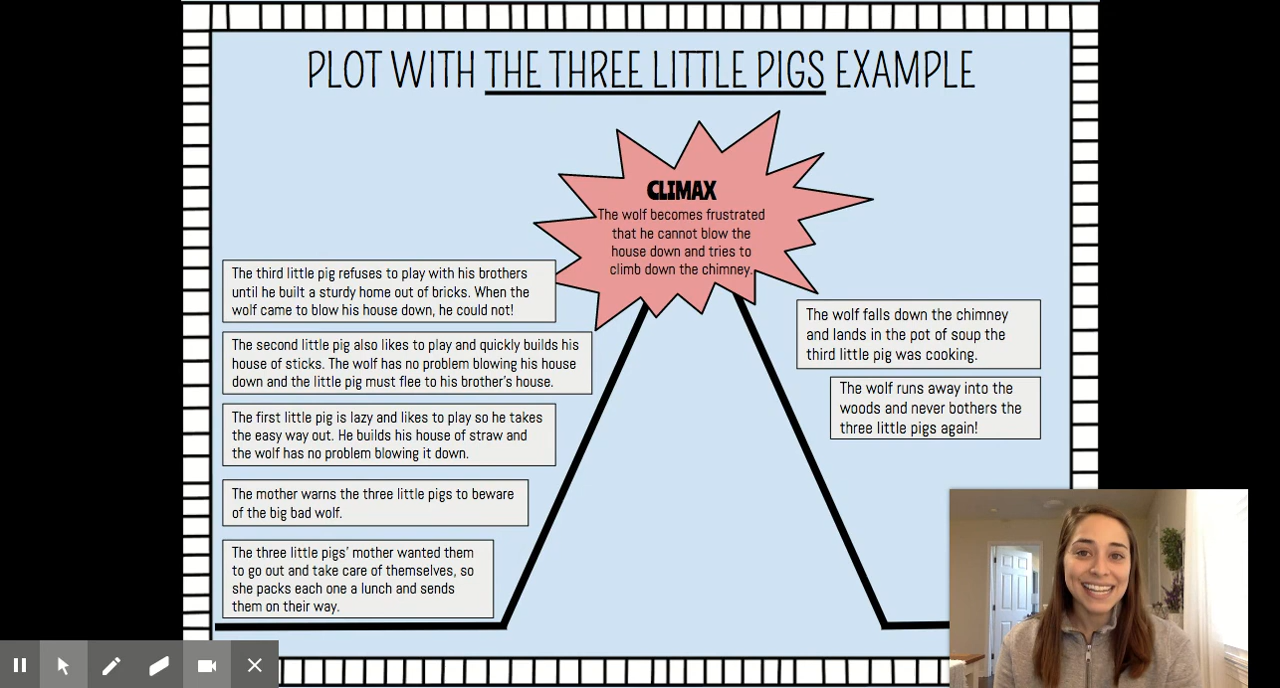 PLOT WITH THE THREE LITTLE PIGS EXAMPLE
CLIMAX
The wolf becomes frustrated
that he cannot blow the
house down and tries to
climb down the chimney.
The third little pig refuses to play with his brothers
until he built a sturdy home out of bricks. When the
wolf came to blow his house down, he could not!
The second little pig also likes to play and quickly builds his
house of sticks. The wolf has no problem blowing his house
down and the little pig must flee to his brother's house.
The first little pig is lazy and likes to play so he takes
the easy way out. He builds his house of straw and
the wolf has no problem blowing it down.
The mother warns the three little pigs to beware
of the big bad wolf.
The three little pigs' mother wanted them
to go out and take care of themselves, so
she packs each one a lunch and sends
them on their way.
The wolf falls down the chimney
and lands in the pot of soup the
third little pig was cooking.
The wolf runs away into the
woods and never bothers the
three little pigs again!